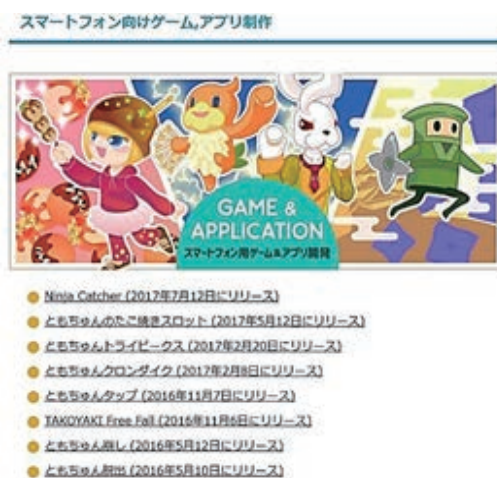 スマートフォン向けゲーム,アプリ制作
GAME &
APPLICATION
スマートフォン用ゲーム&アプリ開発
Ninja Catcher (2017年7月12日にリリース)
ともちゃんのたこ焼きスロット (2017年5月12日にリリース)
ともちゃんトライピークス (2017年2月20日にリリース)
ともちゃんクロンダイク (2017年2月8日にリリース)
ともちゃんタップ (2016年11月7日にリリース)
TAKOYAKI Free Fall (2016年11月6日にリリース)
ともちゃん崩し (2016年5月12日にリリース)
ともちゃん脱出 (2016年5月10日にリリース)